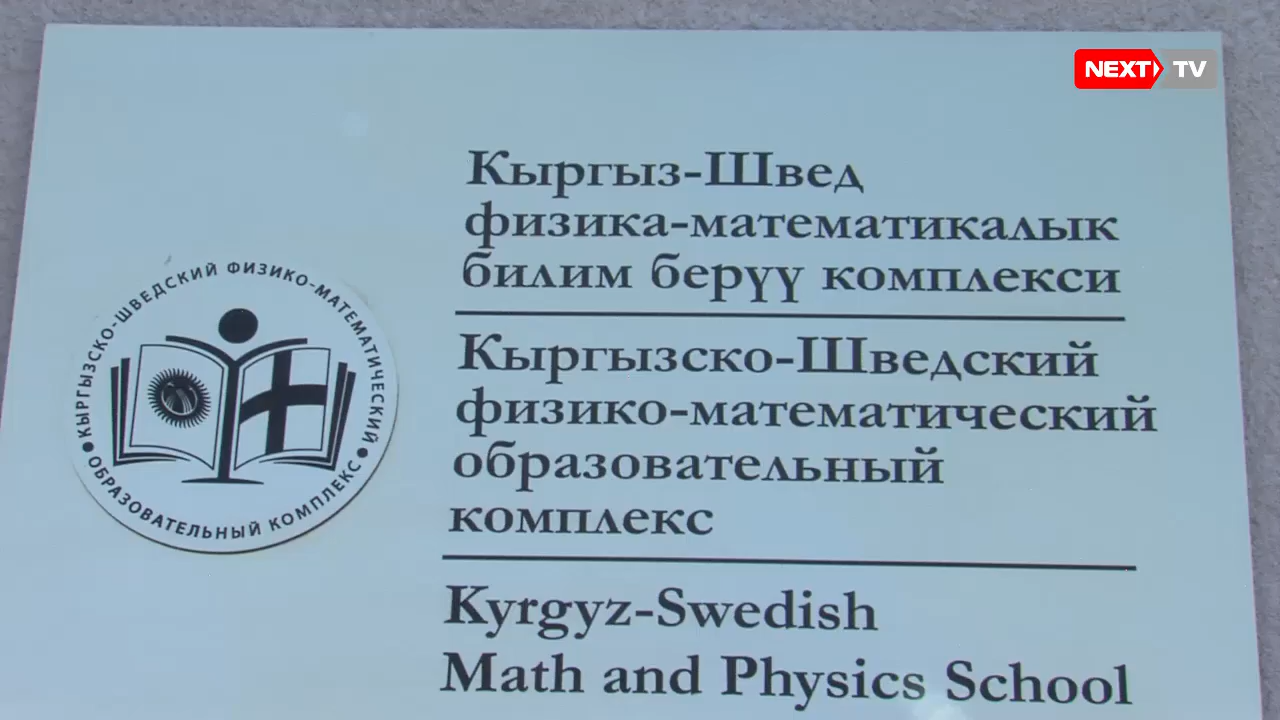 NEXT TV
Кыргыз-Швед
физика-математикалык
билим берүү комплекси
КЫРГЫЗСКО-ШВЕДСКИЙ ФИЗИКО-МАТЕМАТИЧЕСКИЙ
ОБРАЗОВАТЕЛЬНЫЙ КОМПЛЕКС
Кыргызско-Шведский
физико-математический
образовательный
комплекс
Kyrgyz-Swedish
Math and Physics School